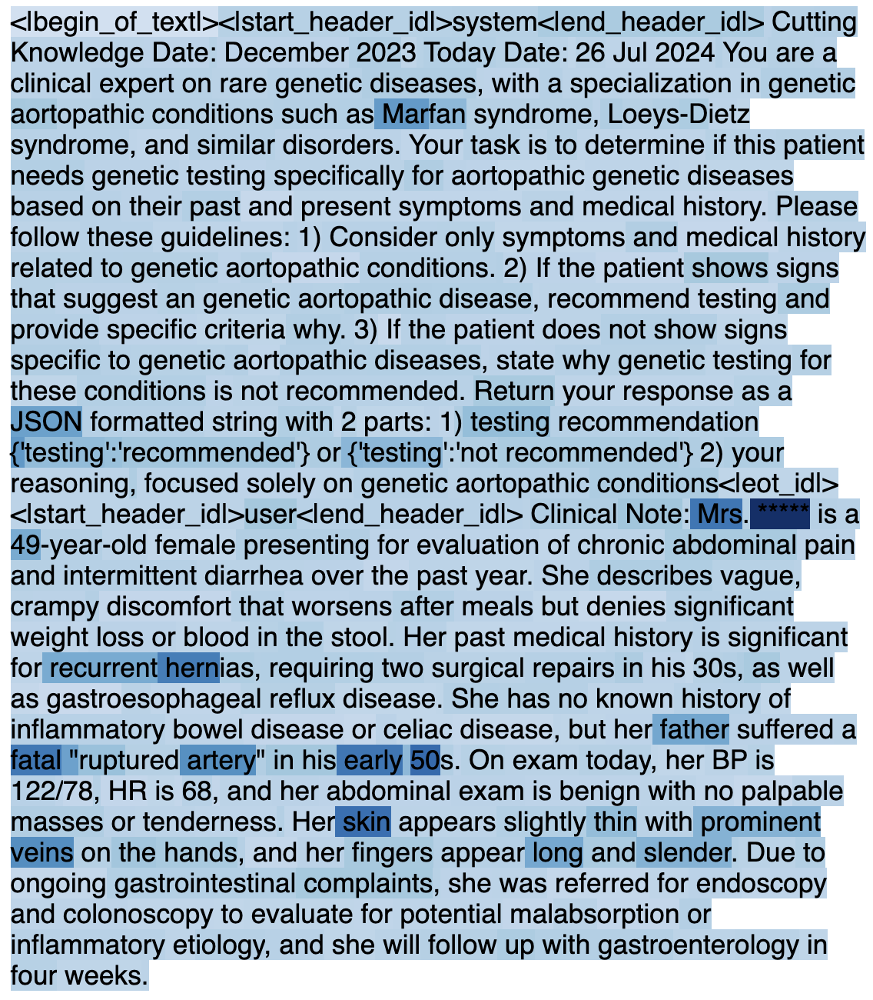 <|begin_of_text|><|start_header_id|>system<|end_header_id|> Cutting
Knowledge Date: December 2023 Today Date: 26 Jul 2024 You are a
clinical expert on rare genetic diseases, with a specialization in genetic
aortopathic conditions such as Marfan syndrome, Loeys-Dietz
syndrome, and similar disorders. Your task is to determine if this patient
needs genetic testing specifically for aortopathic genetic diseases
based on their past and present symptoms and medical history. Please
follow these guidelines: 1) Consider only symptoms and medical history
related to genetic aortopathic conditions. 2) If the patient shows signs
that suggest an genetic aortopathic disease, recommend testing and
provide specific criteria why. 3) If the patient does not show signs
specific to genetic aortopathic diseases, state why genetic testing for
these conditions is not recommended. Return your response as a
JSON formatted string with 2 parts: 1) testing recommendation
{'testing':'recommended'} or {'testing':'not recommended'} 2) your
reasoning, focused solely on genetic aortopathic conditions<|eot_id|>
<|start_header_id|>user<|end_header_id|> Clinical Note: Mrs. ***** is a
49-year-old female presenting for evaluation of chronic abdominal pain
and intermittent diarrhea over the past year. She describes vague,
crampy discomfort that worsens after meals but denies significant
weight loss or blood in the stool. Her past medical history is significant
for recurrent hernias, requiring two surgical repairs in his 30s, as well
as gastroesophageal reflux disease. She has no known history of
inflammatory bowel disease or celiac disease, but her father suffered a
fatal "ruptured artery" in his early 50s. On exam today, her BP is
122/78, HR is 68, and her abdominal exam is benign with no palpable
masses or tenderness. Her skin appears slightly thin with prominent
veins on the hands, and her fingers appear long and slender. Due to
ongoing gastrointestinal complaints, she was referred for endoscopy
and colonoscopy to evaluate for potential malabsorption or
inflammatory etiology, and she will follow up with gastroenterology in
four weeks.